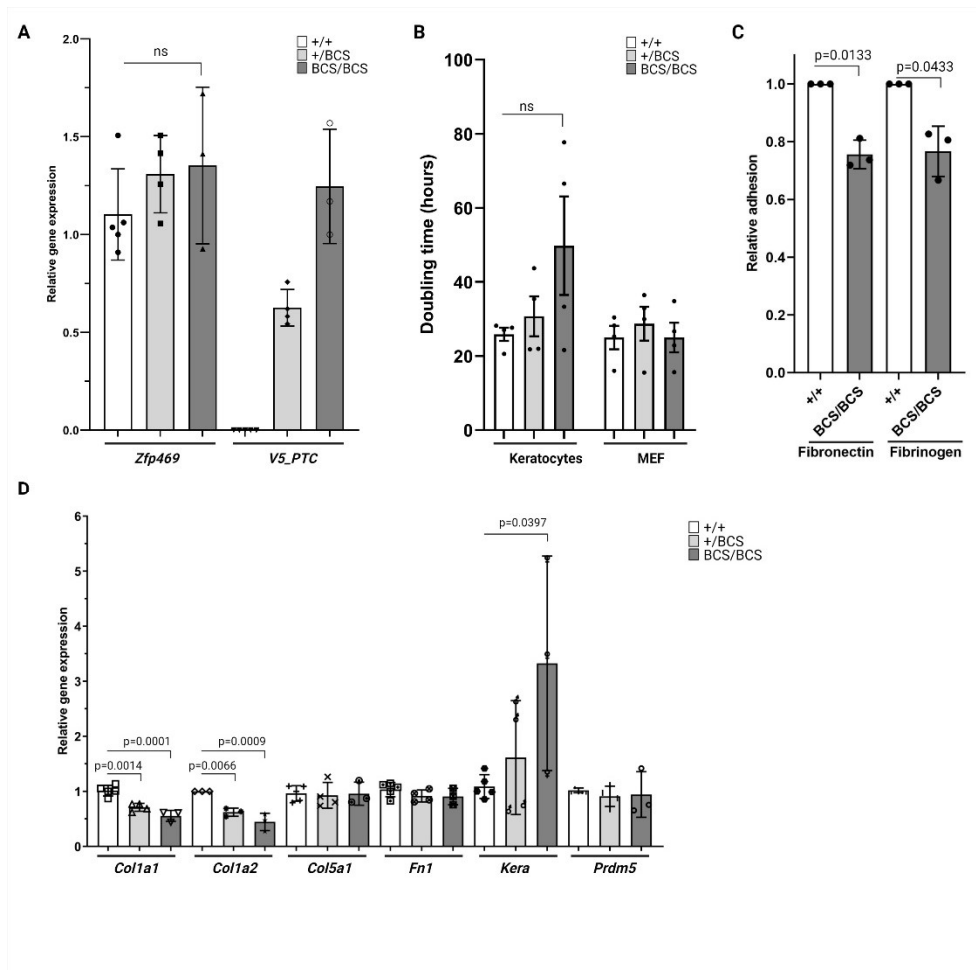 A
2.0
1.5
1.0
0.5
0.0
Relative gene expression
ns
+/+
+/BCS
BCS/BCS
Zfp469
V5_PTC
B
100
80
60
40
20
0
Doubling time (hours)
ns
+/+
+/BCS
BCS/BCS
Keratocytes
MEF
C
p=0.0133
p=0.0433
1.0
0.8
0.6
0.4
0.2
0.0
Relative adhesion
+/+
BCS/BCS
+/+
BCS/BCS
Fibronectin
Fibrinogen
D
6
5
4
3
2
1
0
Relative gene expression
p=0.0001
p=0.0014
p=0.0009
p=0.0066
p=0.0397
+/+
+/BCS
BCS/BCS
Col1a1
Col1a2
Col5a1
Fn1
Kera
Prdm5